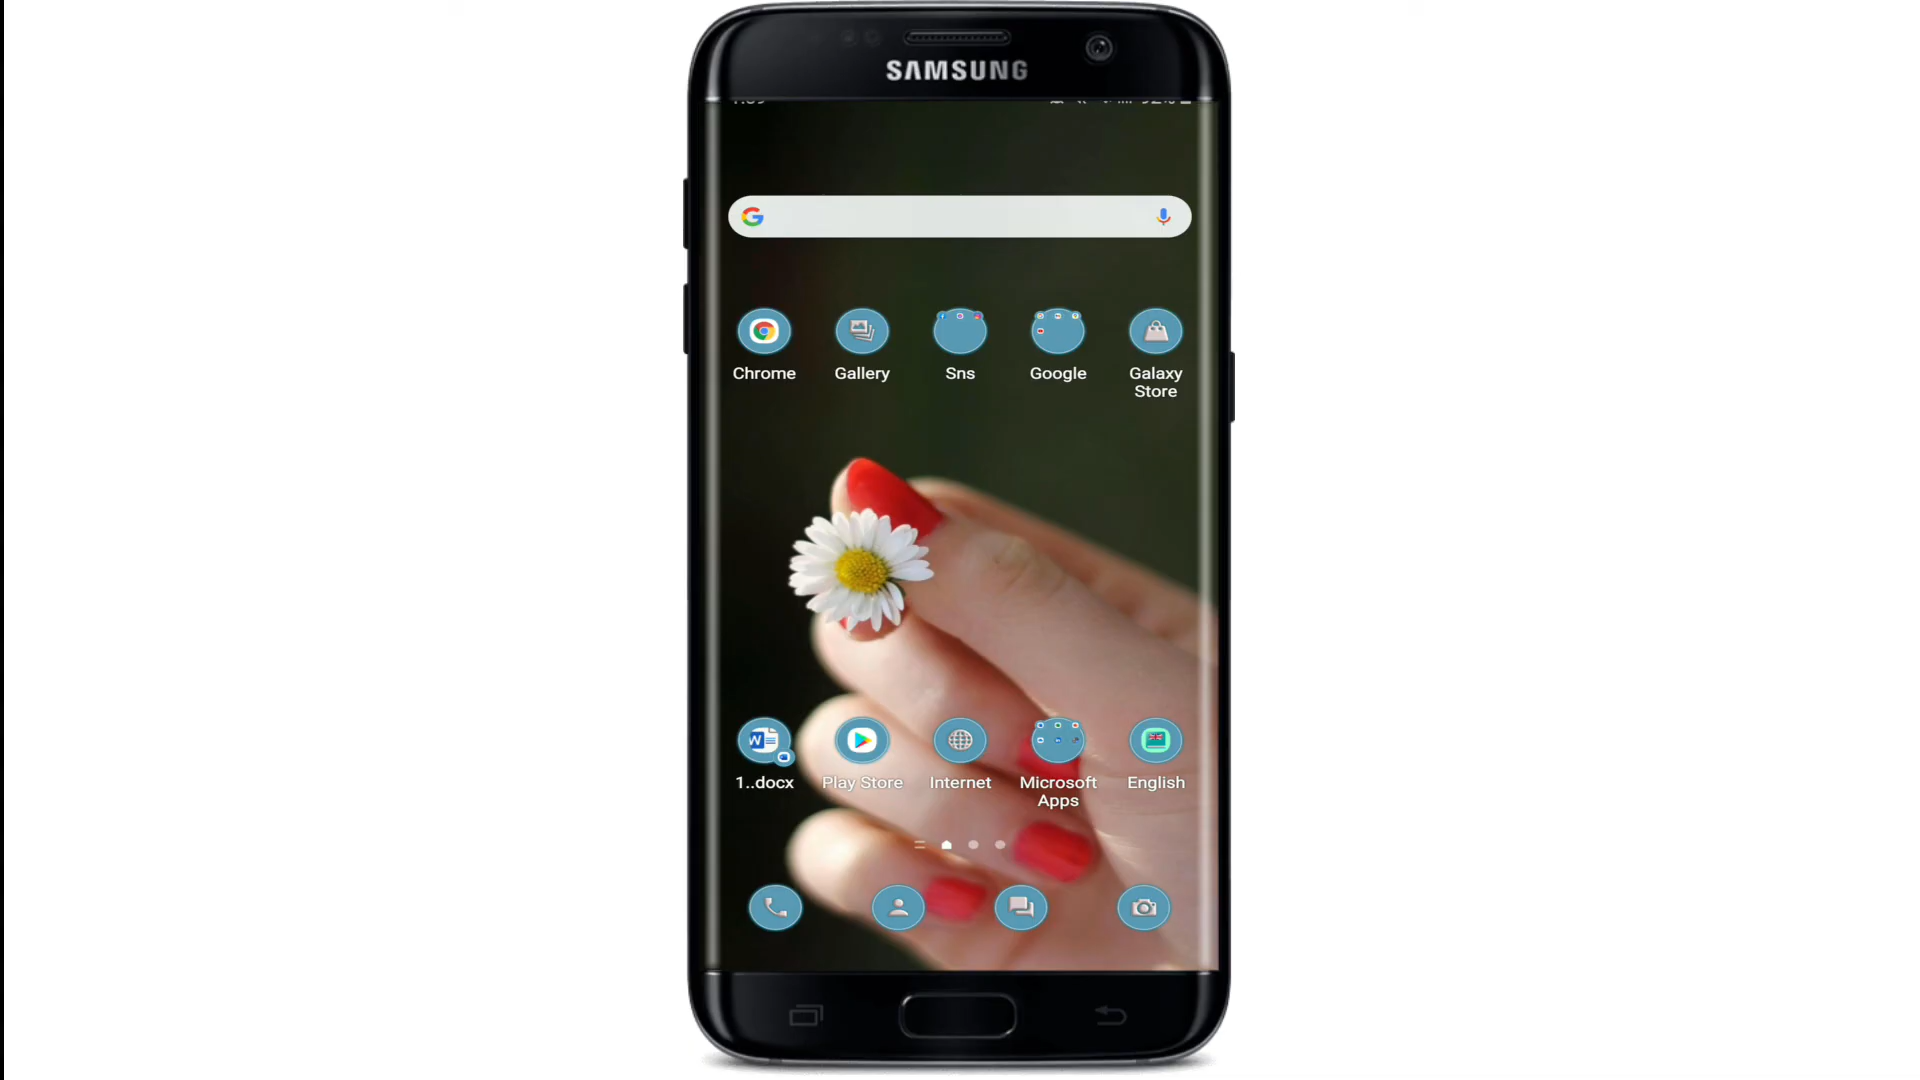 SAMSUNG
Chrome
Gallery
Sns
Google
Galaxy
Store
1..docx
Play Store
Internet
Microsoft
Apps
English